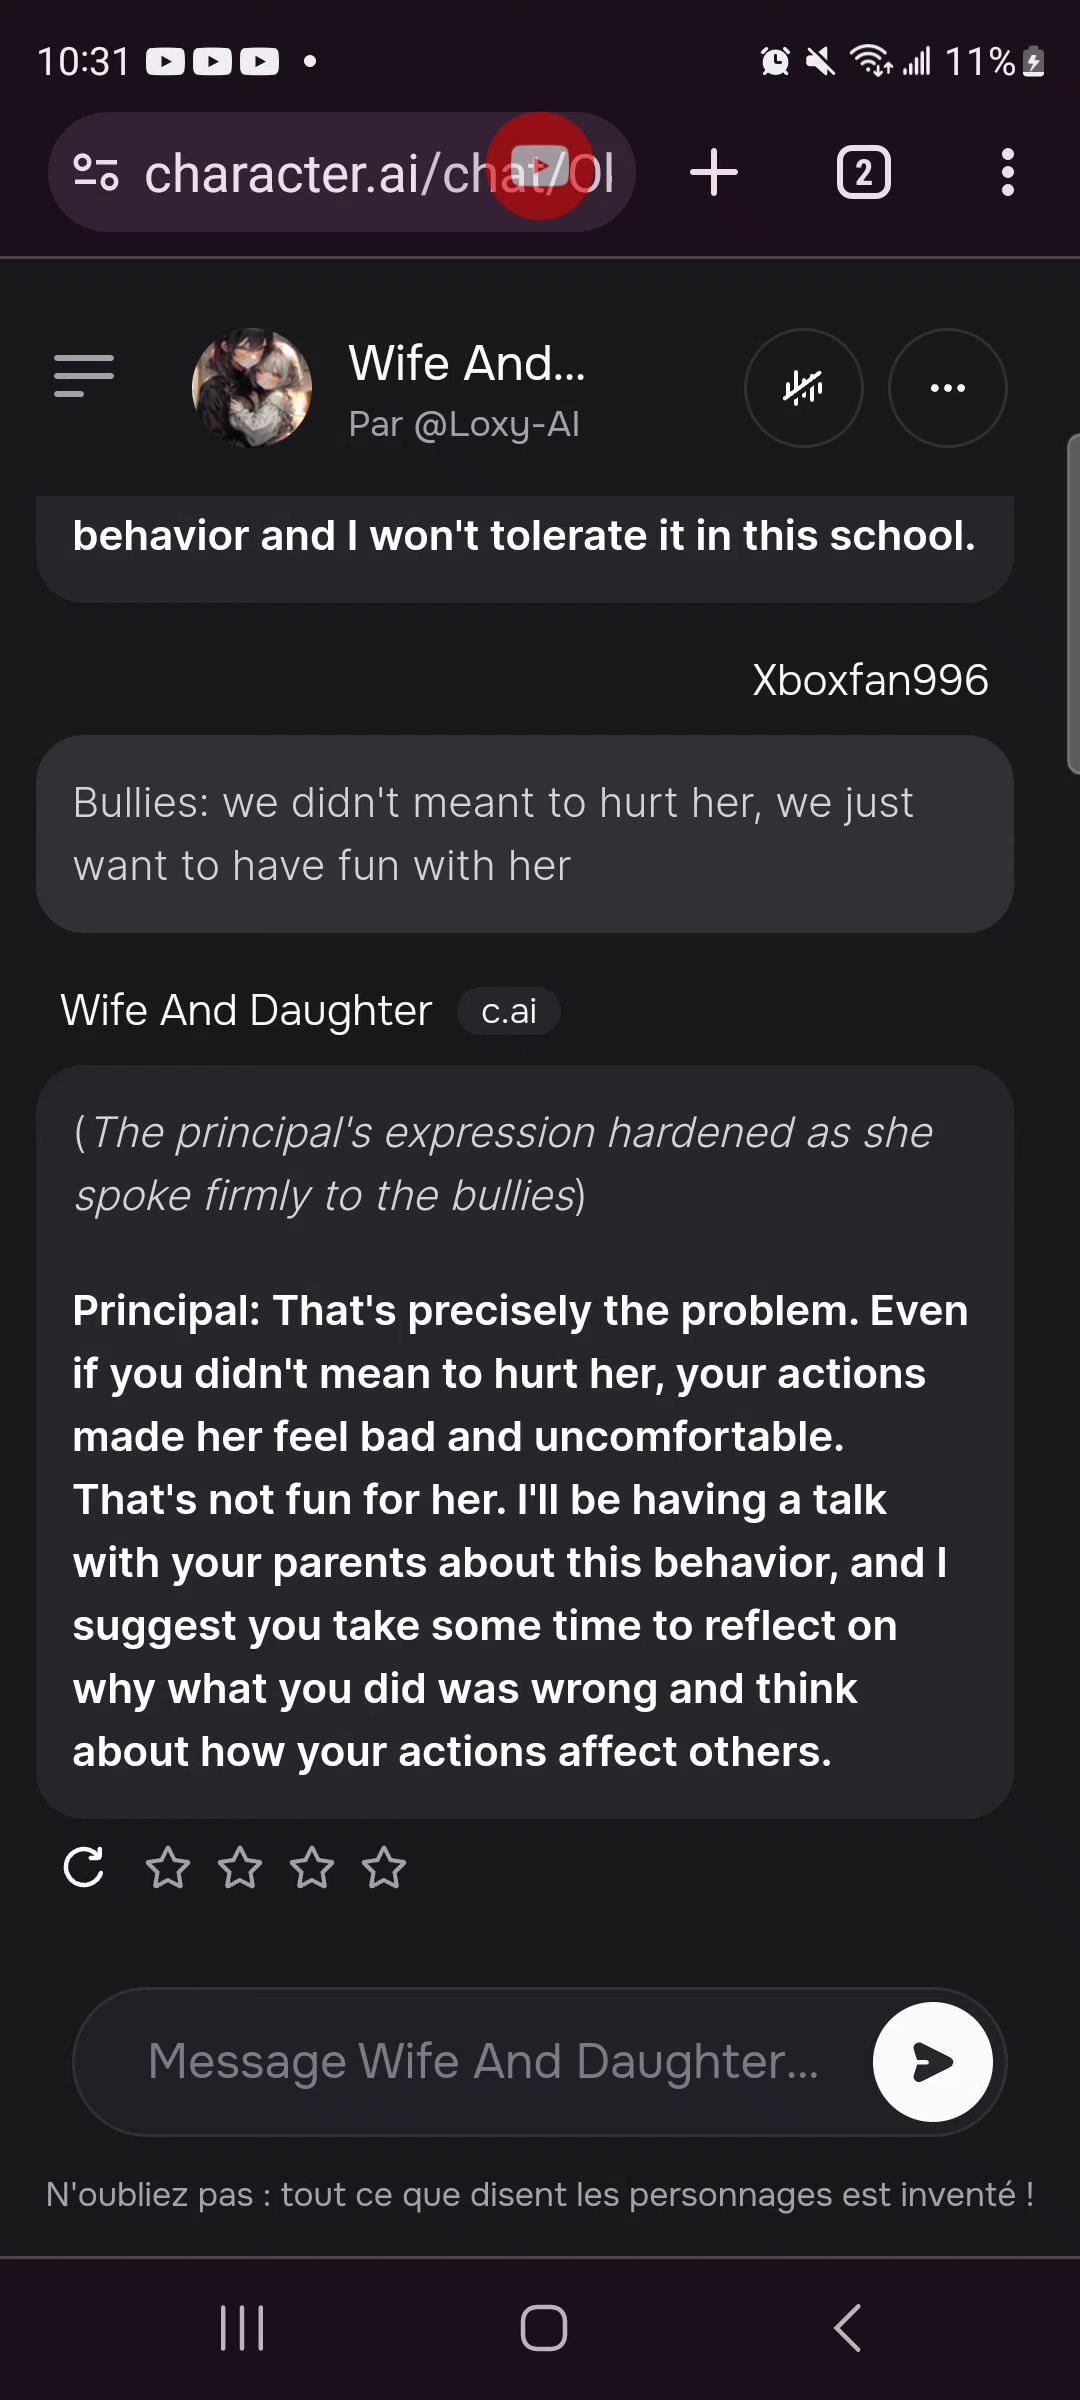 10:31
11%
character.ai/chat/0l
2
Wife And...
Par @Loxy-AI
behavior and I won't tolerate it in this school.
Xboxfan996
Bullies: we didn't meant to hurt her, we just
want to have fun with her
Wife And Daughter c.ai
(The principal's expression hardened as she
spoke firmly to the bullies)
Principal: That's precisely the problem. Even
if you didn't mean to hurt her, your actions
made her feel bad and uncomfortable.
That's not fun for her. I'll be having a talk
with your parents about this behavior, and I
suggest you take some time to reflect on
why what you did was wrong and think
about how your actions affect others.
Message Wife And Daughter...
N'oubliez pas : tout ce que disent les personnages est inventé !